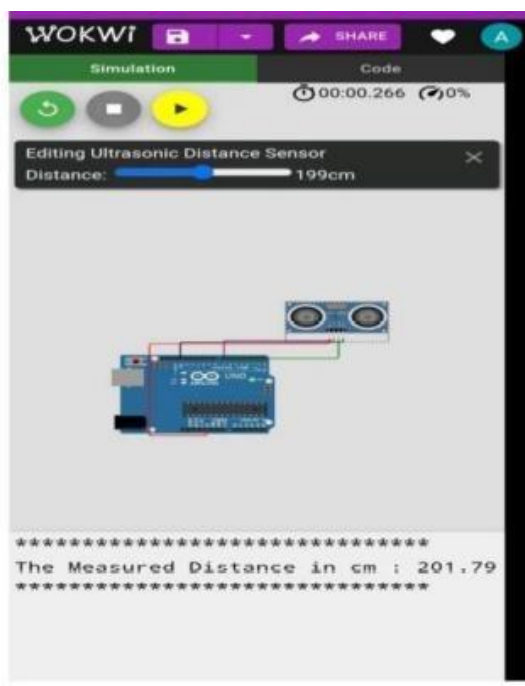 WOKWI SHARE A
Simulation Code
00:00.266 0%
Editing Ultrasonic Distance Sensor
Distance: 199cm
UNO
********************************
The Measured Distance in cm : 201.79
********************************